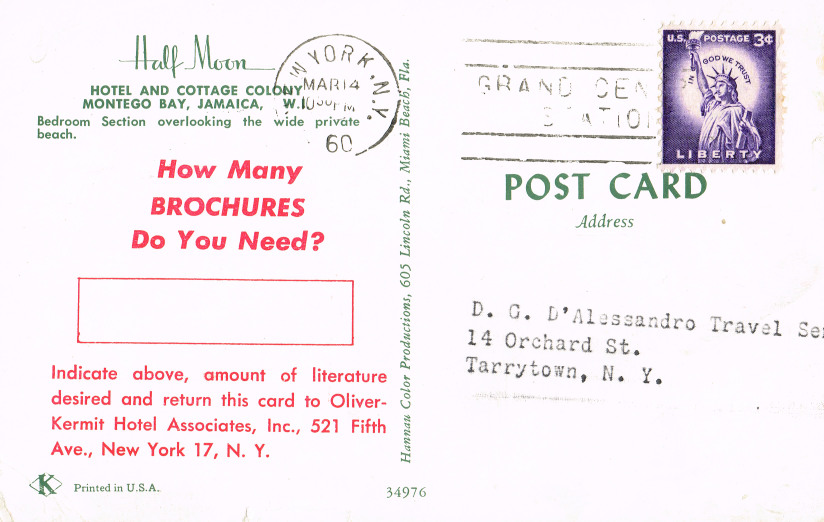 Half Moon
HOTEL AND COTTAGE COLONY
MONTEGO BAY, JAMAICA, W.I.
Bedroom Section overlooking the wide private
beach.
How Many
BROCHURES
Do You Need?
Indicate above, amount of literature
desired and return this card to Oliver-
Kermit Hotel Associates, Inc., 521 Fifth
Ave., New York 17, N. Y.
K
Printed in U.S.A.
YORK, N.Y.
MAR 14
PM
60
Hannau Color Productions, 605 Lincoln Rd., Miami Beach, Fla.
34976
GRAND CEN
STATIO
U.S. POSTAGE 3¢
IN GOD WE TRUST
LIBERTY
POST CARD
Address
D. G. D'Alessandro Travel Se
14 Orchard St.
Tarrytown, N. Y.